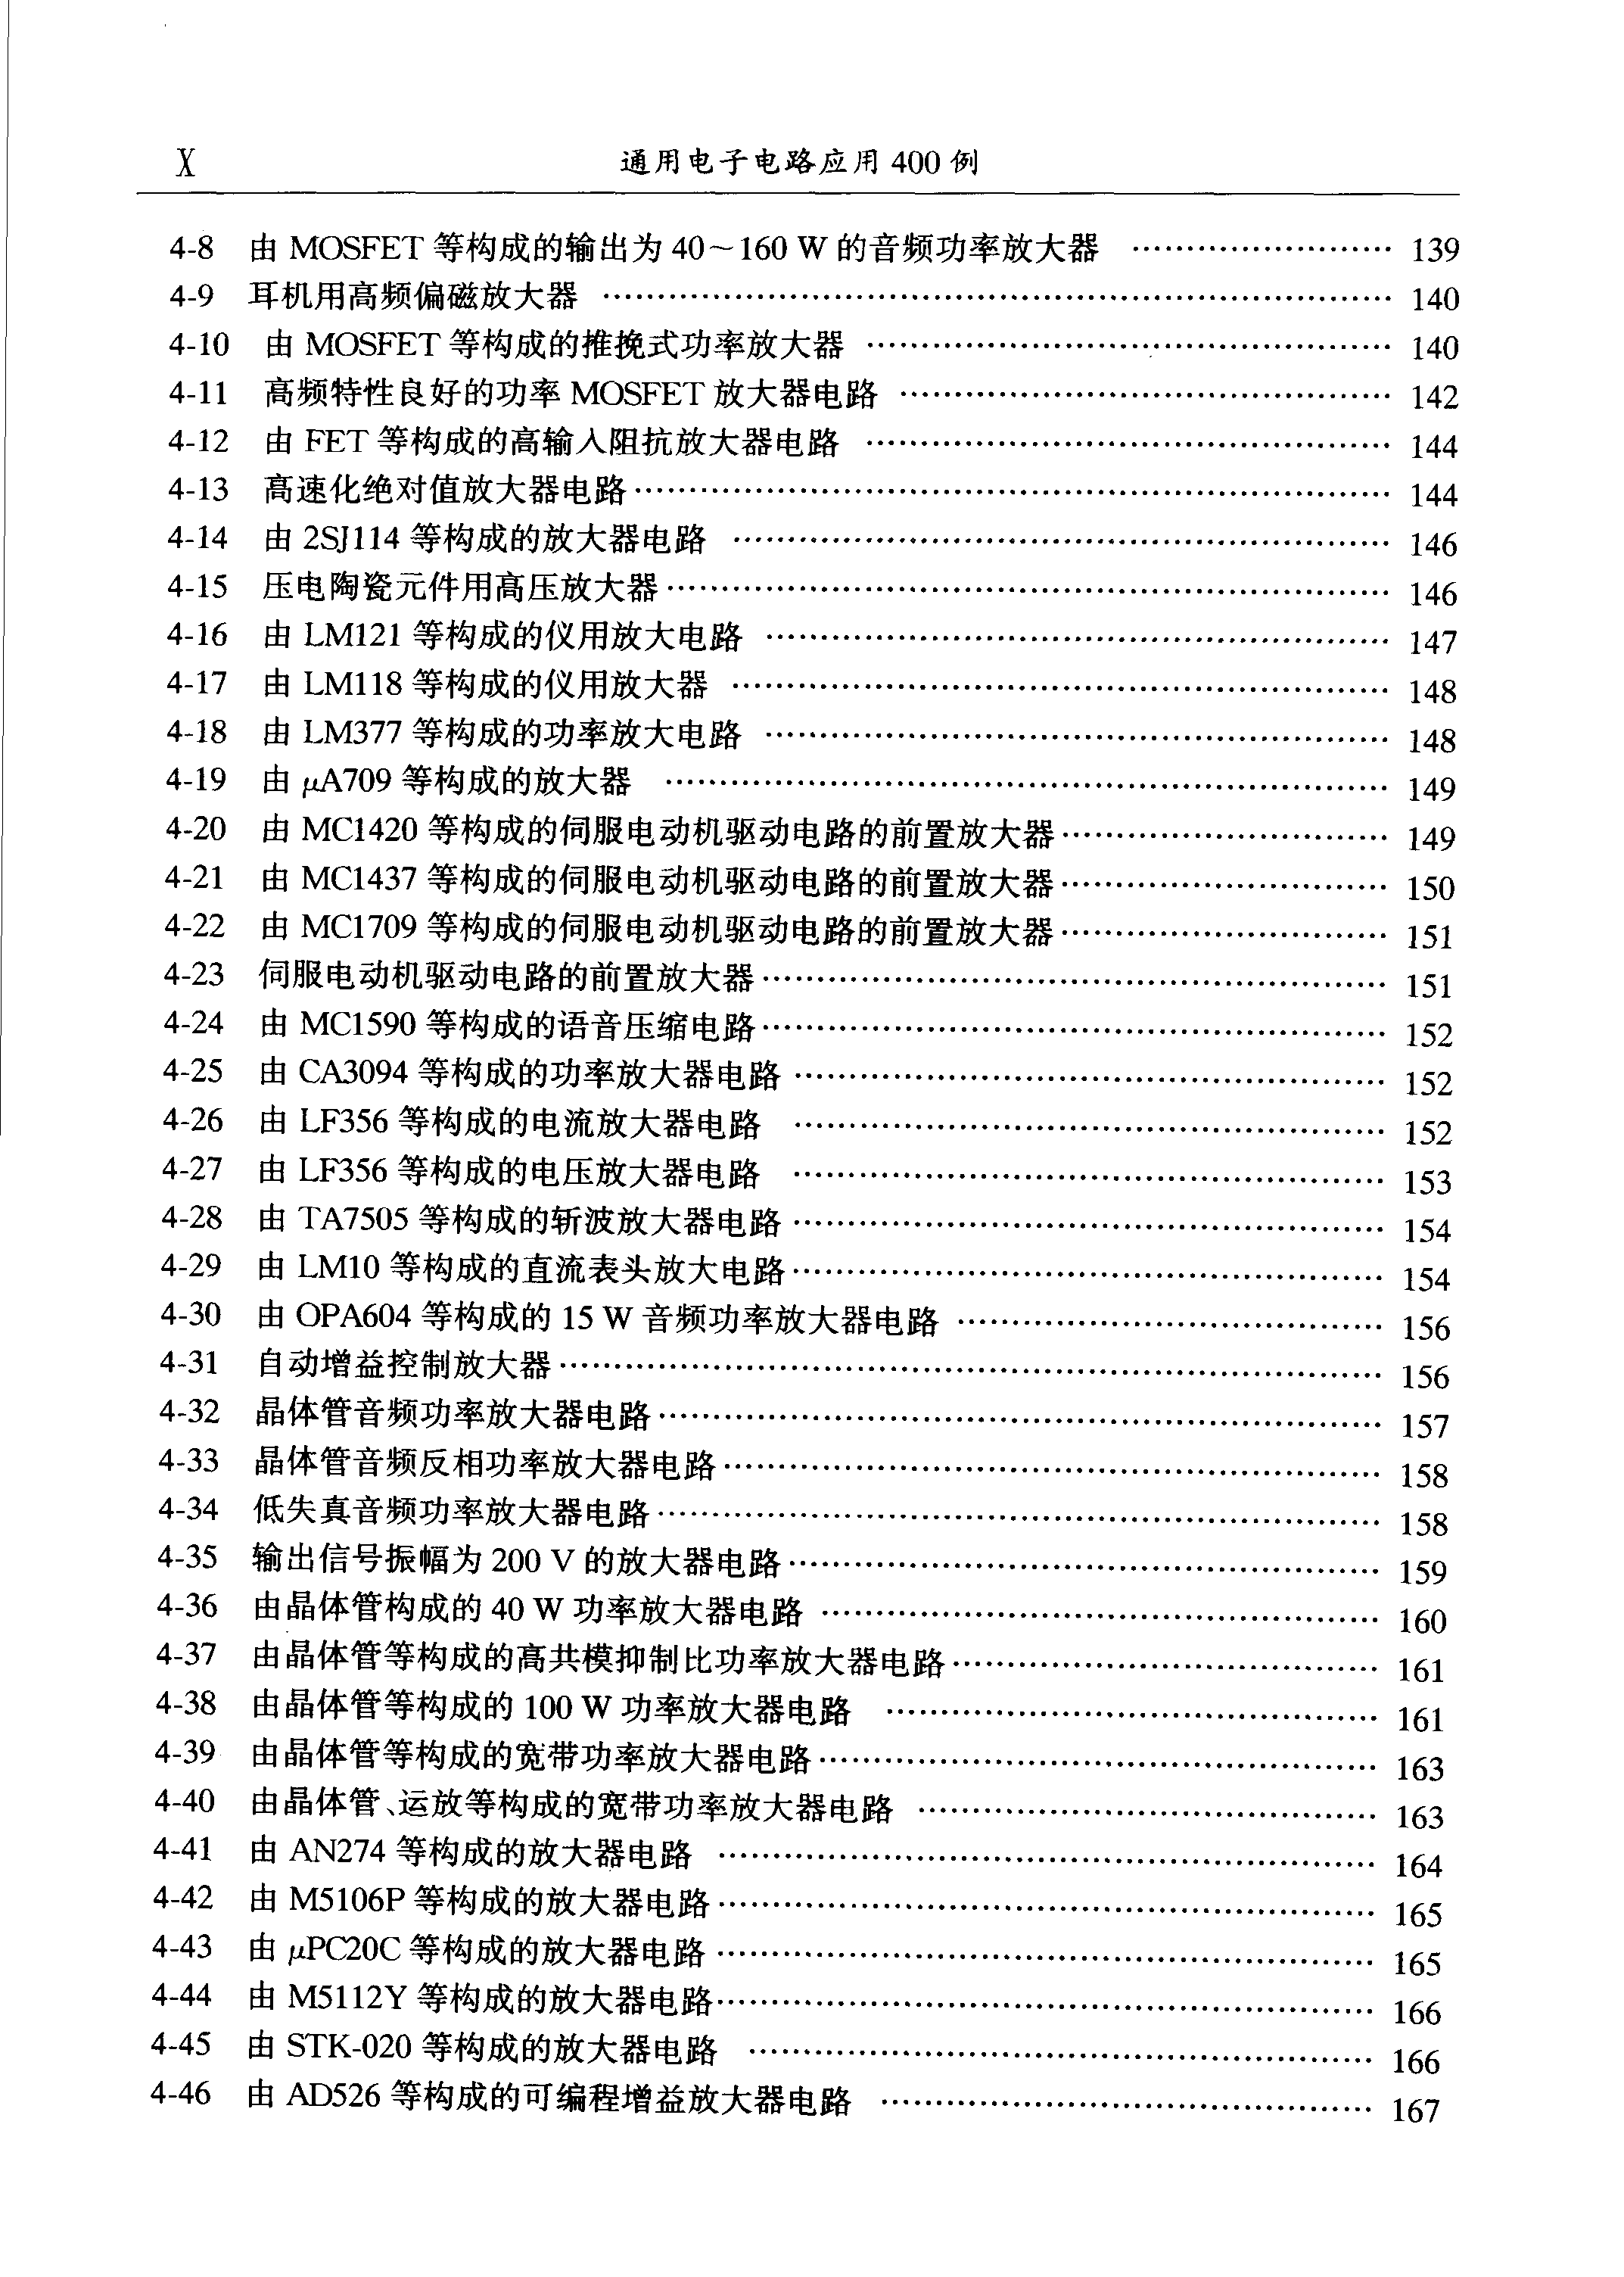 X 通用电子电路应用 400 例
4-8 由 MOSFET 等构成的输出为 40～160 W 的音频功率放大器 …………………… 139
4-9 耳机用高频偏磁放大器 …………………………………………………………… 140
4-10 由 MOSFET 等构成的推挽式功率放大器 ………………………………………… 140
4-11 高频特性良好的功率 MOSFET 放大器电路 ……………………………………… 142
4-12 由 FET 等构成的高输入阻抗放大器电路 ………………………………………… 144
4-13 高速化绝对值放大器电路 ………………………………………………………… 144
4-14 由 2SJ114 等构成的放大器电路 …………………………………………………… 146
4-15 压电陶瓷元件用高压放大器 ……………………………………………………… 146
4-16 由 LM121 等构成的仪用放大电路 ………………………………………………… 147
4-17 由 LM118 等构成的仪用放大器 …………………………………………………… 148
4-18 由 LM377 等构成的功率放大电路 ………………………………………………… 148
4-19 由 μA709 等构成的放大器 ………………………………………………………… 149
4-20 由 MC1420 等构成的伺服电动机驱动电路的前置放大器 ………………………… 149
4-21 由 MC1437 等构成的伺服电动机驱动电路的前置放大器 ………………………… 150
4-22 由 MC1709 等构成的伺服电动机驱动电路的前置放大器 ………………………… 151
4-23 伺服电动机驱动电路的前置放大器 ……………………………………………… 151
4-24 由 MC1590 等构成的语音压缩电路 ……………………………………………… 152
4-25 由 CA3094 等构成的功率放大器电路 ……………………………………………… 152
4-26 由 LF356 等构成的电流放大器电路 ……………………………………………… 152
4-27 由 LF356 等构成的电压放大器电路 ……………………………………………… 153
4-28 由 TA7505 等构成的斩波放大器电路 ……………………………………………… 154
4-29 由 LM10 等构成的直流表头放大电路 ……………………………………………… 154
4-30 由 OPA604 等构成的 15 W 音频功率放大器电路 ………………………………… 156
4-31 自动增益控制放大器 ……………………………………………………………… 156
4-32 晶体管音频功率放大器电路 ……………………………………………………… 157
4-33 晶体管音频反相功率放大器电路 ………………………………………………… 158
4-34 低失真音频功率放大器电路 ……………………………………………………… 158
4-35 输出信号振幅为 200 V 的放大器电路 ……………………………………………… 159
4-36 由晶体管构成的 40 W 功率放大器电路 …………………………………………… 160
4-37 由晶体管等构成的高共模抑制比功率放大器电路 ………………………………… 161
4-38 由晶体管等构成的 100 W 功率放大器电路 ……………………………………… 161
4-39 由晶体管等构成的宽带功率放大器电路 ………………………………………… 163
4-40 由晶体管、运放等构成的宽带功率放大器电路 …………………………………… 163
4-41 由 AN274 等构成的放大器电路 …………………………………………………… 164
4-42 由 M5106P 等构成的放大器电路 ………………………………………………… 165
4-43 由 μPC20C 等构成的放大器电路 ………………………………………………… 165
4-44 由 M5112Y 等构成的放大器电路 ………………………………………………… 166
4-45 由 STK-020 等构成的放大器电路 ………………………………………………… 166
4-46 由 AD526 等构成的可编程增益放大器电路 ……………………………………… 167